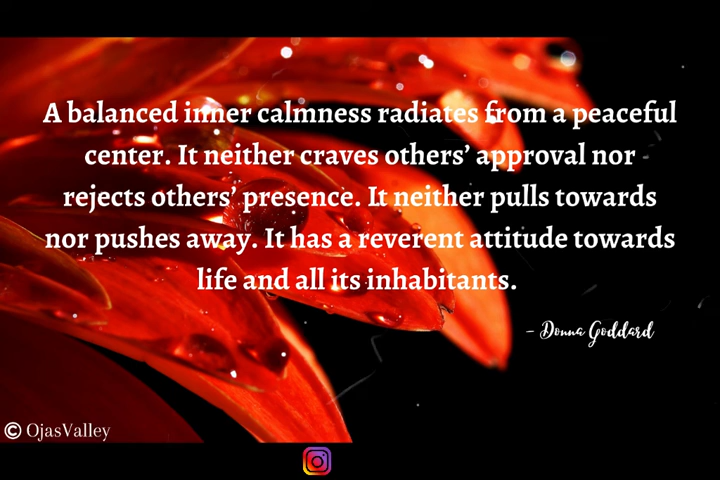 A balanced inner calmness radiates from a peaceful
center. It neither craves others’ approval nor
rejects others’ presence. It neither pulls towards
nor pushes away. It has a reverent attitude towards
life and all its inhabitants.
– Donna Goddard
© OjasValley